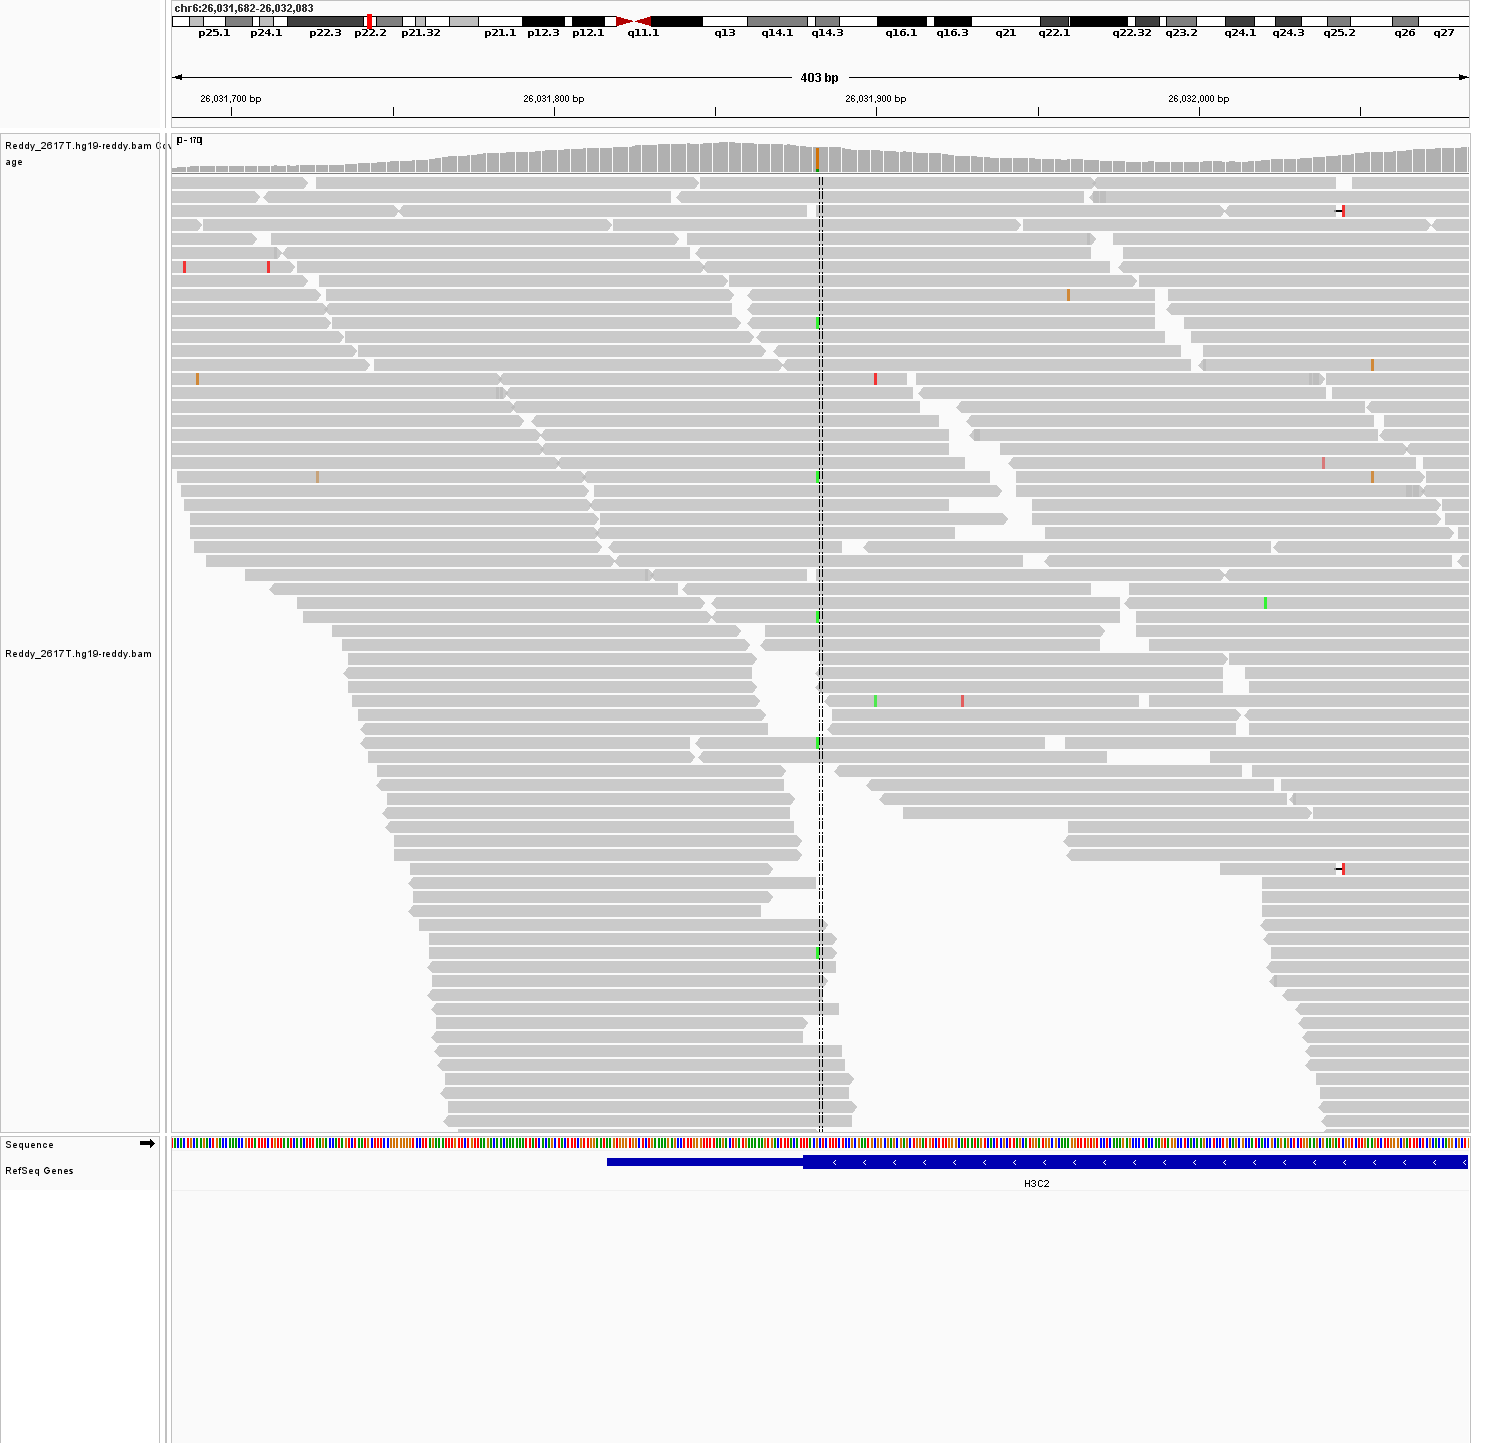 chr6:26,031,682-26,032,083
p25.1 p24.1 p22.3 p22.2 p21.32 p21.1 p12.3 p12.1 q11.1 q13 q14.1 q14.3 q16.1 q16.3 q21 q22.1 q22.32 q23.2 q24.1 q24.3 q25.2 q26 q27
403 bp
26,031,700 bp 26,031,800 bp 26,031,900 bp 26,032,000 bp
[0 - 170]
Reddy_2617T.hg19-reddy.bam Cov
age
Reddy_2617T.hg19-reddy.bam
Sequence
RefSeq Genes
H3C2